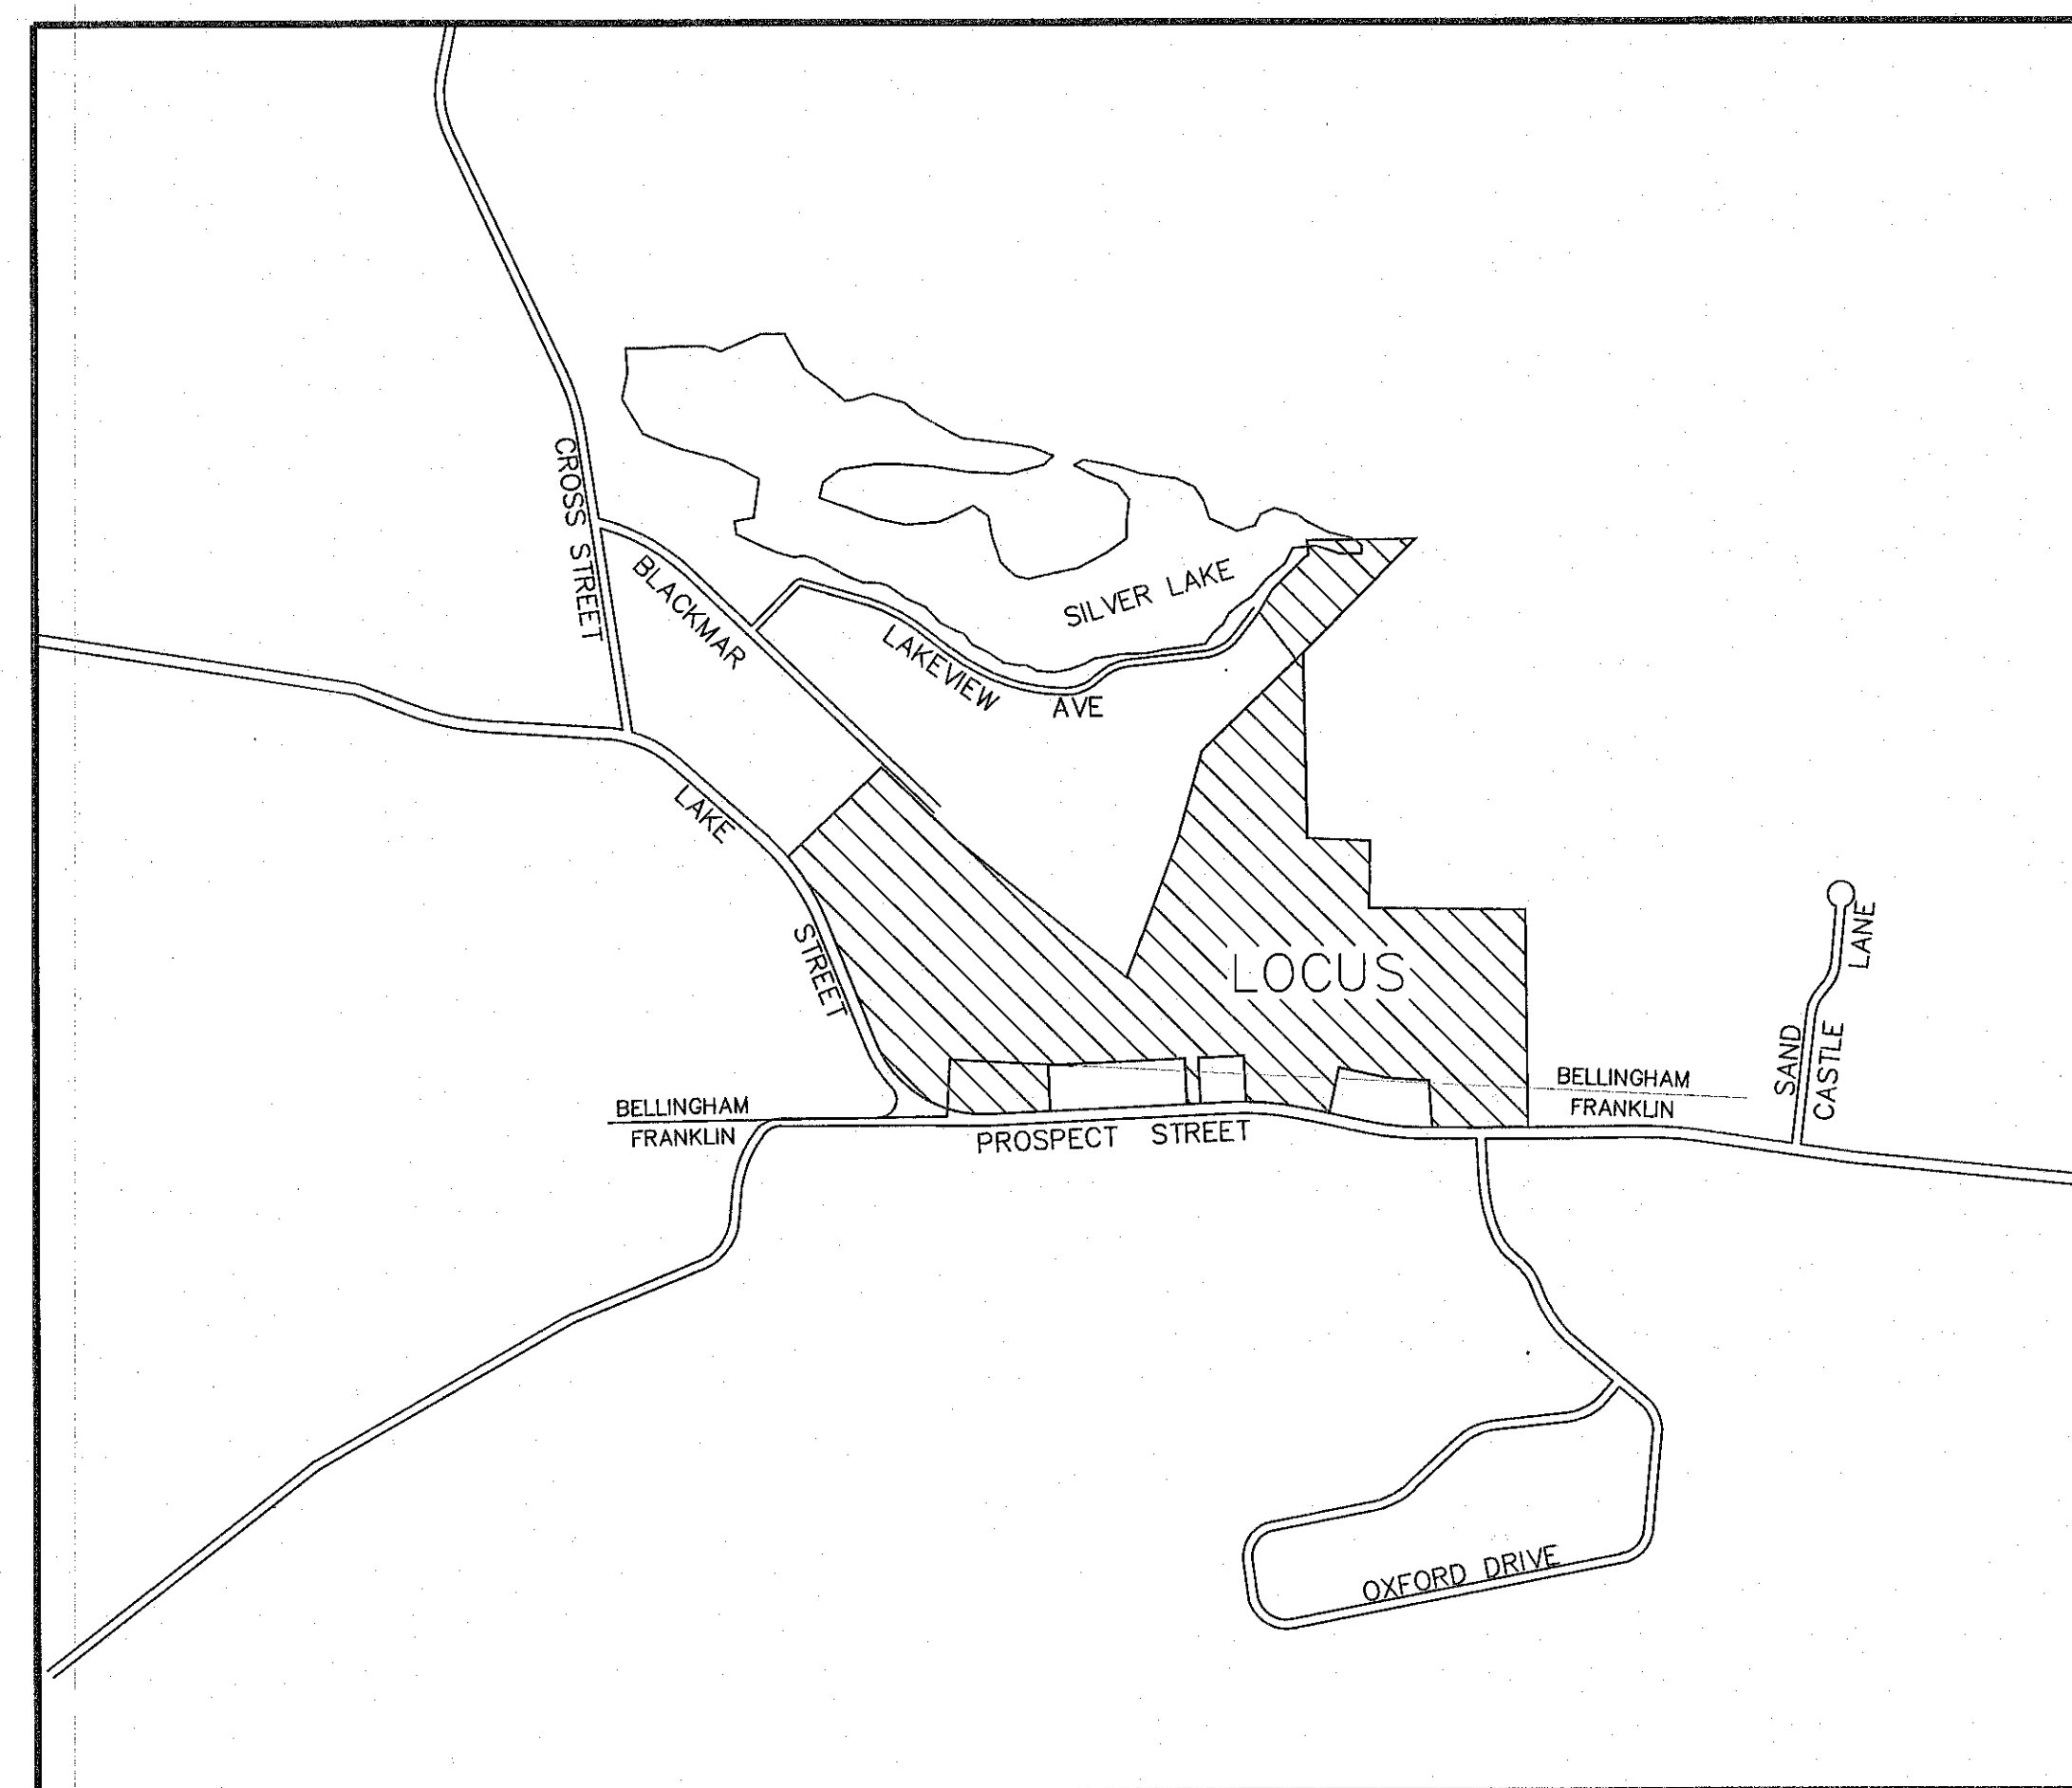 CROSS STREET
BLACKMAR
SILVER LAKE
LAKEVIEW
AVE
LAKE
STREET
LOCUS
SAND
CASTLE
LANE
BELLINGHAM
FRANKLIN
BELLINGHAM
FRANKLIN
PROSPECT STREET
OXFORD DRIVE